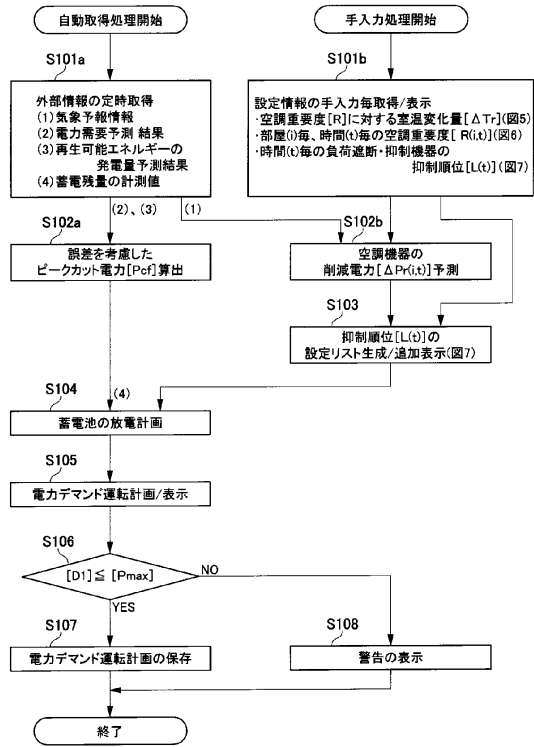 自動取得処理開始
手入力処理開始
S101a
外部情報の定時取得
(1)気象予報情報
(2)電力需要予測 結果
(3)再生可能エネルギーの
発電量予測結果
(4)蓄電残量の計測値
S101b
設定情報の手入力毎取得/表示
・空調重要度[R]に対する室温変化量[ΔTr](図5)
・部屋(i)毎、時間(t)毎の空調重要度[ R(i,t)](図6)
・時間(t)毎の負荷遮断・抑制機器の
抑制順位[L(t)](図7)
(2)、(3)
(1)
S102a
誤差を考慮した
ピークカット電力[Pcf]算出
S102b
空調機器の
削減電力[ΔPr(i,t)]予測
S103
抑制順位[L(t)]の
設定リスト生成/追加表示(図7)
S104
(4)
蓄電池の放電計画
S105
電力デマンド運転計画/表示
S106
[D1]≦[Pmax]
NO
YES
S107
電力デマンド運転計画の保存
S108
警告の表示
終了